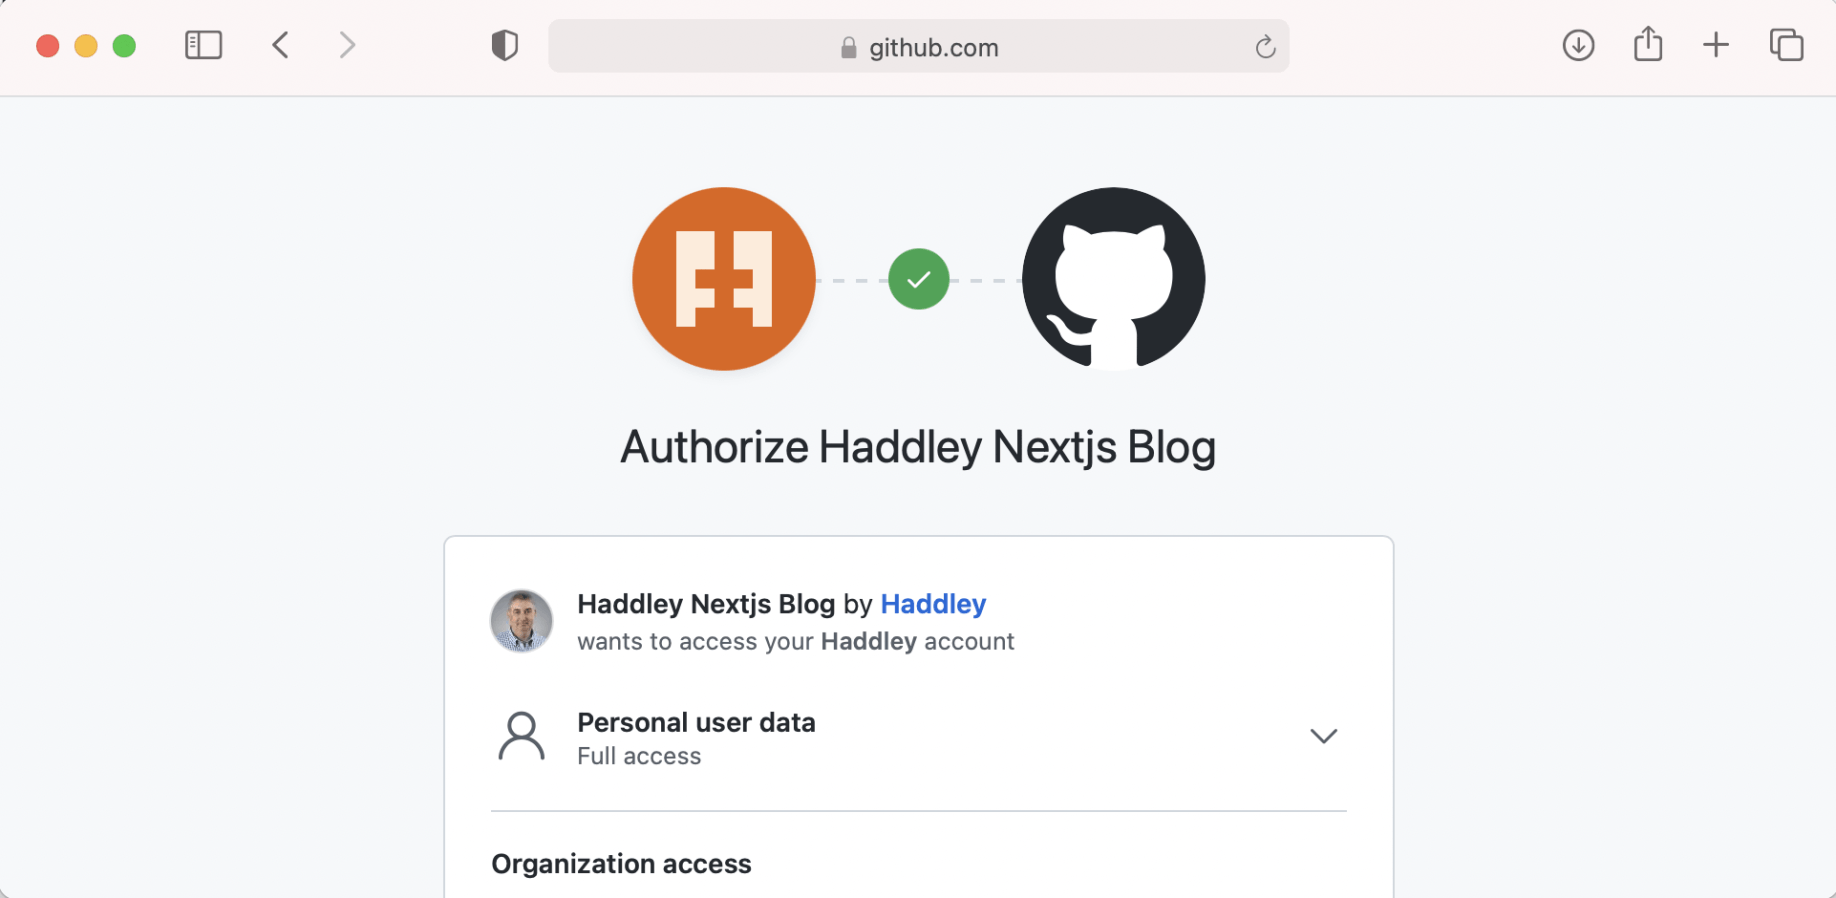 github.com
Authorize Haddley Nextjs Blog
Haddley Nextjs Blog by Haddley
wants to access your Haddley account
Personal user data
Full access
Organization access